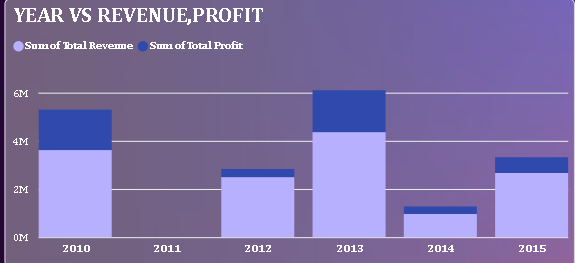 YEAR VS REVENUE,PROFIT
Sum of Total Revenue Sum of Total Profit
6M
4M
2M
0M
2010 2011 2012 2013 2014 2015